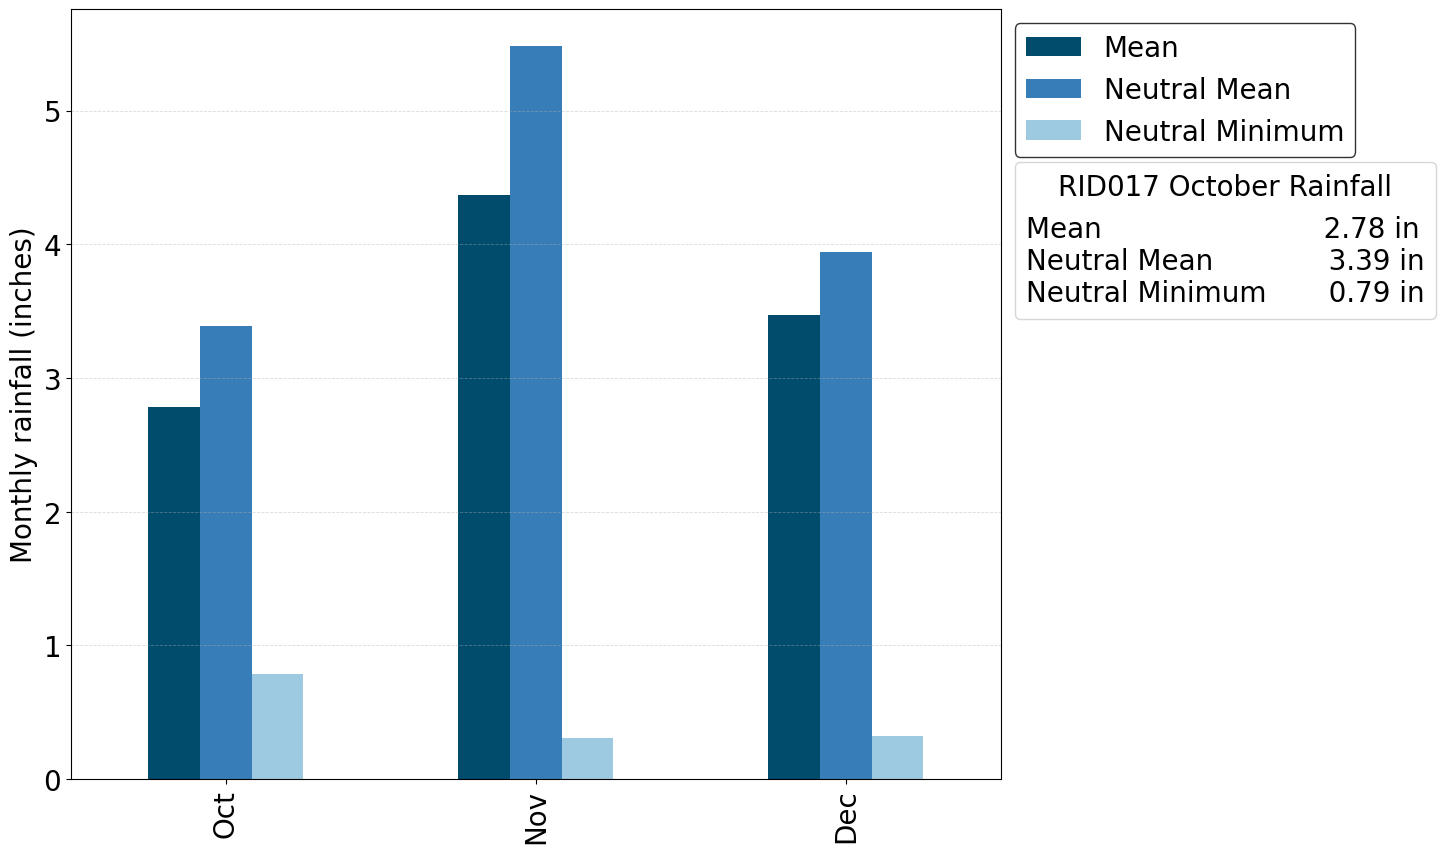 Mean
Neutral Mean
Neutral Minimum
RID017 October Rainfall
Mean 2.78 in
Neutral Mean 3.39 in
Neutral Minimum 0.79 in
Monthly rainfall (inches)
5
4
3
2
1
0
Oct
Nov
Dec